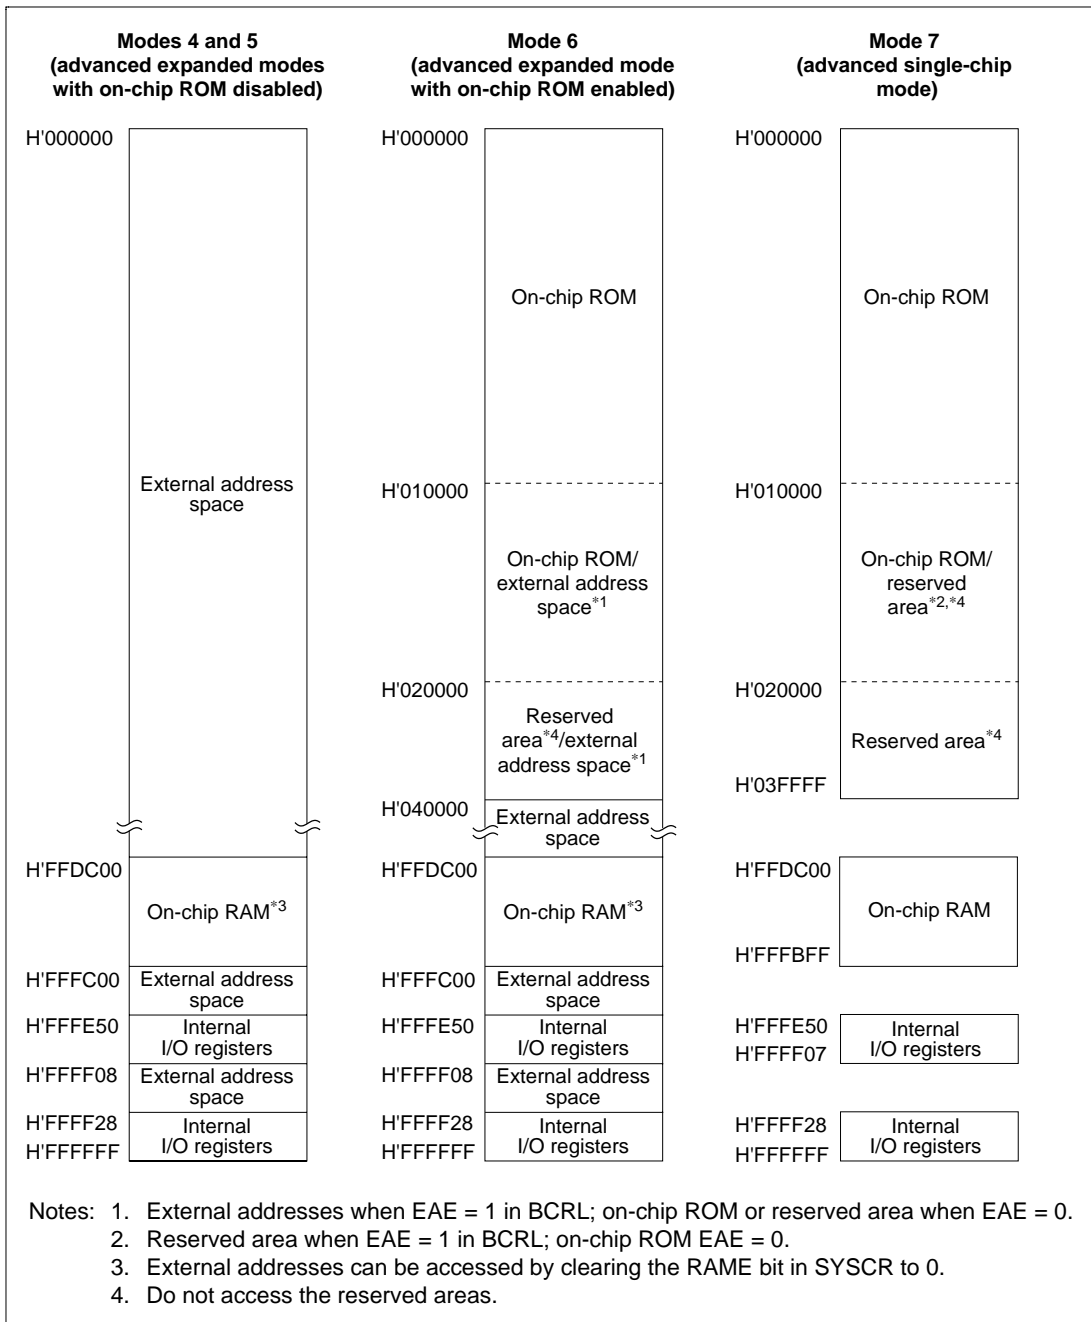 Modes 4 and 5
(advanced expanded modes
with on-chip ROM disabled)
H'000000
External address
space
H'FFDC00
On-chip RAM*3
H'FFFC00
External address
space
H'FFFE50
Internal
I/O registers
H'FFFF08
External address
space
H'FFFF28
Internal
I/O registers
H'FFFFFF
Mode 6
(advanced expanded mode
with on-chip ROM enabled)
H'000000
On-chip ROM
H'010000
On-chip ROM/
external address
space*1
H'020000
Reserved
area*4/external
address space*1
H'040000
External address
space
H'FFDC00
On-chip RAM*3
H'FFFC00
External address
space
H'FFFE50
Internal
I/O registers
H'FFFF08
External address
space
H'FFFF28
Internal
I/O registers
H'FFFFFF
Mode 7
(advanced single-chip
mode)
H'000000
On-chip ROM
H'010000
On-chip ROM/
reserved
area*2,*4
H'020000
Reserved area*4
H'03FFFF
H'FFDC00
On-chip RAM
H'FFFBFF
H'FFFE50
Internal
I/O registers
H'FFFF07
H'FFFF28
Internal
I/O registers
H'FFFFFF
Notes: 1. External addresses when EAE = 1 in BCRL; on-chip ROM or reserved area when EAE = 0.
2. Reserved area when EAE = 1 in BCRL; on-chip ROM EAE = 0.
3. External addresses can be accessed by clearing the RAME bit in SYSCR to 0.
4. Do not access the reserved areas.